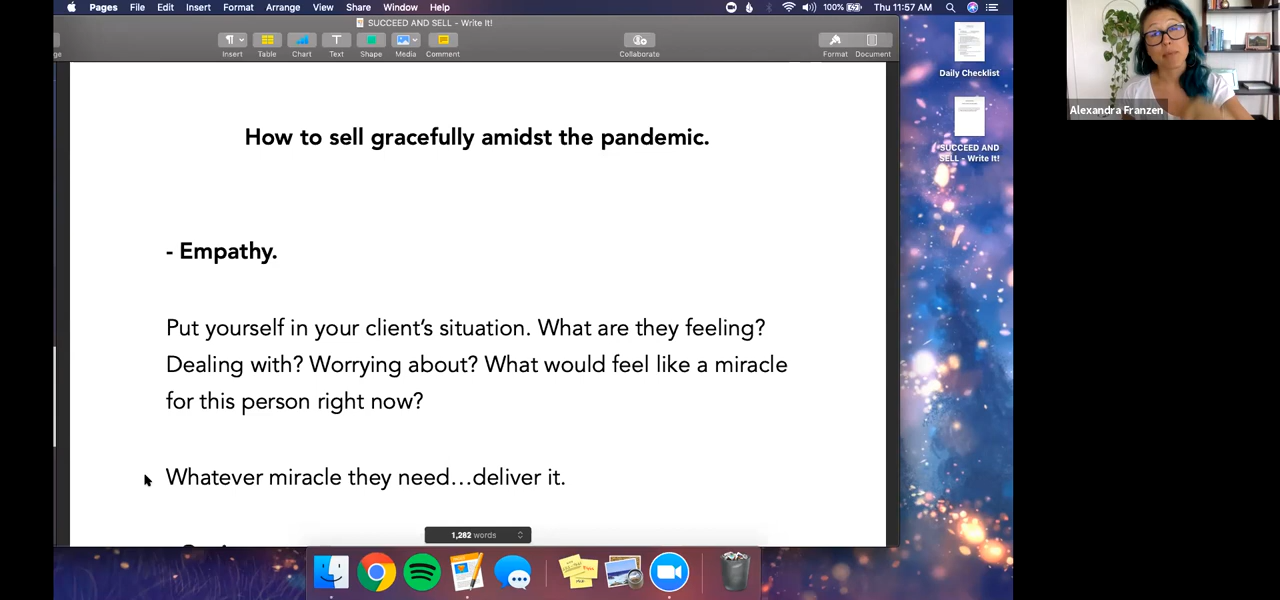 Pages File Edit Insert Format Arrange View Share Window Help 100% Thu 11:57 AM
SUCCEED AND SELL - Write It!
ge Insert Table Chart Text Shape Media Comment Collaborate Format Document
Daily Checklist
SUCCEED AND
SELL - Write It!
Alexandra Franzen
How to sell gracefully amidst the pandemic.
- Empathy.
Put yourself in your client's situation. What are they feeling?
Dealing with? Worrying about? What would feel like a miracle
for this person right now?
Whatever miracle they need...deliver it.
1,282 words